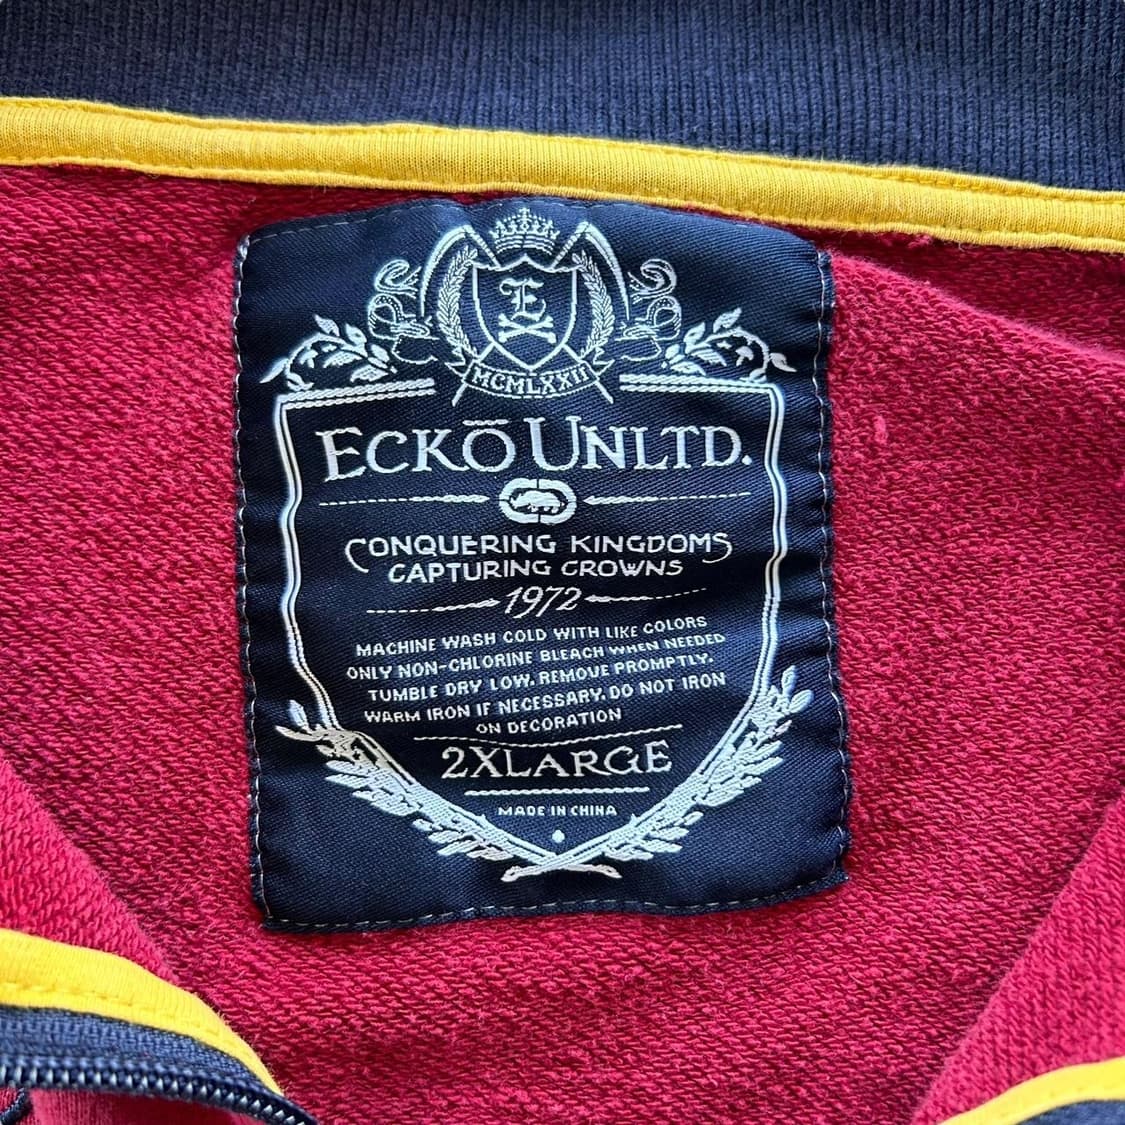 E
MCMLXXII
ECKŌ UNLTD.
CONQUERING KINGDOMS
CAPTURING CROWNS
1972
MACHINE WASH COLD WITH LIKE COLORS
ONLY NON-CHLORINE BLEACH WHEN NEEDED
TUMBLE DRY LOW. REMOVE PROMPTLY.
WARM IRON IF NECESSARY. DO NOT IRON
ON DECORATION
2XLARGE
MADE IN CHINA